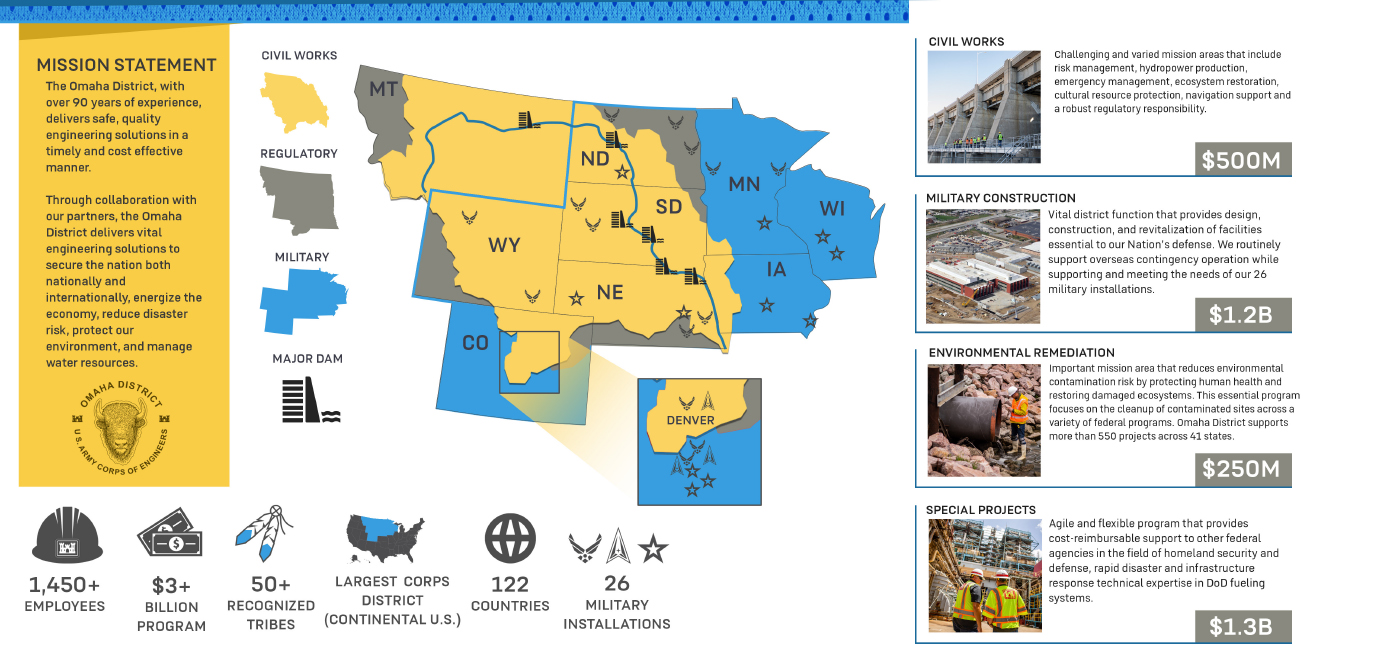 MISSION STATEMENT
The Omaha District, with
over 90 years of experience,
delivers safe, quality
engineering solutions in a
timely and cost effective
manner.
Through collaboration with
our partners, the Omaha
District delivers vital
engineering solutions to
secure the nation both
nationally and
internationally, energize the
economy, reduce disaster
risk, protect our
environment, and manage
water resources.
OMAHA DISTRICT
U.S. ARMY CORPS OF ENGINEERS
CIVIL WORKS
REGULATORY
MILITARY
MAJOR DAM
MT
ND
MN
SD
WI
WY
IA
NE
CO
DENVER
1,450+
EMPLOYEES
$3+
BILLION
PROGRAM
50+
RECOGNIZED
TRIBES
LARGEST CORPS
DISTRICT
(CONTINENTAL U.S.)
122
COUNTRIES
26
MILITARY
INSTALLATIONS
CIVIL WORKS
Challenging and varied mission areas that include
risk management, hydropower production,
emergency management, ecosystem restoration,
cultural resource protection, navigation support and
a robust regulatory responsibility.
$500M
MILITARY CONSTRUCTION
Vital district function that provides design,
construction, and revitalization of facilities
essential to our Nation's defense. We routinely
support overseas contingency operation while
supporting and meeting the needs of our 26
military installations.
$1.2B
ENVIRONMENTAL REMEDIATION
Important mission area that reduces environmental
contamination risk by protecting human health and
restoring damaged ecosystems. This essential program
focuses on the cleanup of contaminated sites across a
variety of federal programs. Omaha District supports
more than 550 projects across 41 states.
$250M
SPECIAL PROJECTS
Agile and flexible program that provides
cost-reimbursable support to other federal
agencies in the field of homeland security and
defense, rapid disaster and infrastructure
response technical expertise in DoD fueling
systems.
$1.3B